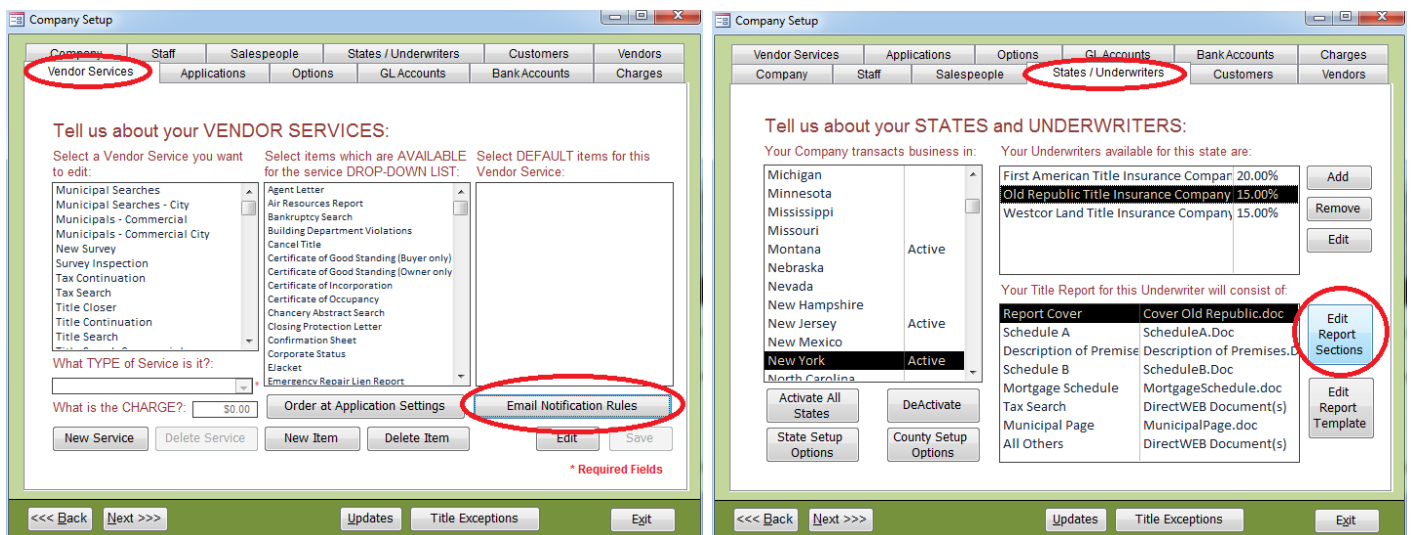 Company Setup
Company Staff Salespeople States / Underwriters Customers Vendors
Vendor Services Applications Options GL Accounts Bank Accounts Charges
Tell us about your VENDOR SERVICES:
Select a Vendor Service you want to edit:
Municipal Searches
Municipal Searches - City
Municipals - Commercial
Municipals - Commercial City
New Survey
Survey Inspection
Tax Continuation
Tax Search
Title Closer
Title Continuation
Title Search
What TYPE of Service is it?:
*
What is the CHARGE?: $0.00
Select items which are AVAILABLE for the service DROP-DOWN LIST:
Agent Letter
Air Resources Report
Bankruptcy Search
Building Department Violations
Cancel Title
Certificate of Good Standing (Buyer only)
Certificate of Good Standing (Owner only
Certificate of Incorporation
Certificate of Occupancy
Chancery Abstract Search
Closing Protection Letter
Confirmation Sheet
Corporate Status
EJacket
Emergency Repair Lien Report
Select DEFAULT items for this Vendor Service:
Order at Application Settings Email Notification Rules
New Service Delete Service New Item Delete Item Edit Save
* Required Fields
<<< Back Next >>> Updates Title Exceptions Exit
Company Setup
Vendor Services Applications Options GL Accounts Bank Accounts Charges
Company Staff Salespeople States / Underwriters Customers Vendors
Tell us about your STATES and UNDERWRITERS:
Your Company transacts business in:
Michigan
Minnesota
Mississippi
Missouri
Montana Active
Nebraska
Nevada
New Hampshire
New Jersey Active
New Mexico
New York Active
North Carolina
Activate All States
DeActivate
State Setup Options
County Setup Options
Your Underwriters available for this state are:
First American Title Insurance Compar 20.00%
Old Republic Title Insurance Company 15.00%
Westcor Land Title Insurance Company 15.00%
Add
Remove
Edit
Your Title Report for this Underwriter will consist of:
Report Cover Cover Old Republic.doc
Schedule A ScheduleA.Doc
Description of Premise Description of Premises.D
Schedule B ScheduleB.Doc
Mortgage Schedule MortgageSchedule.doc
Tax Search DirectWEB Document(s)
Municipal Page MunicipalPage.doc
All Others DirectWEB Document(s)
Edit Report Sections
Edit Report Template
<<< Back Next >>> Updates Title Exceptions Exit